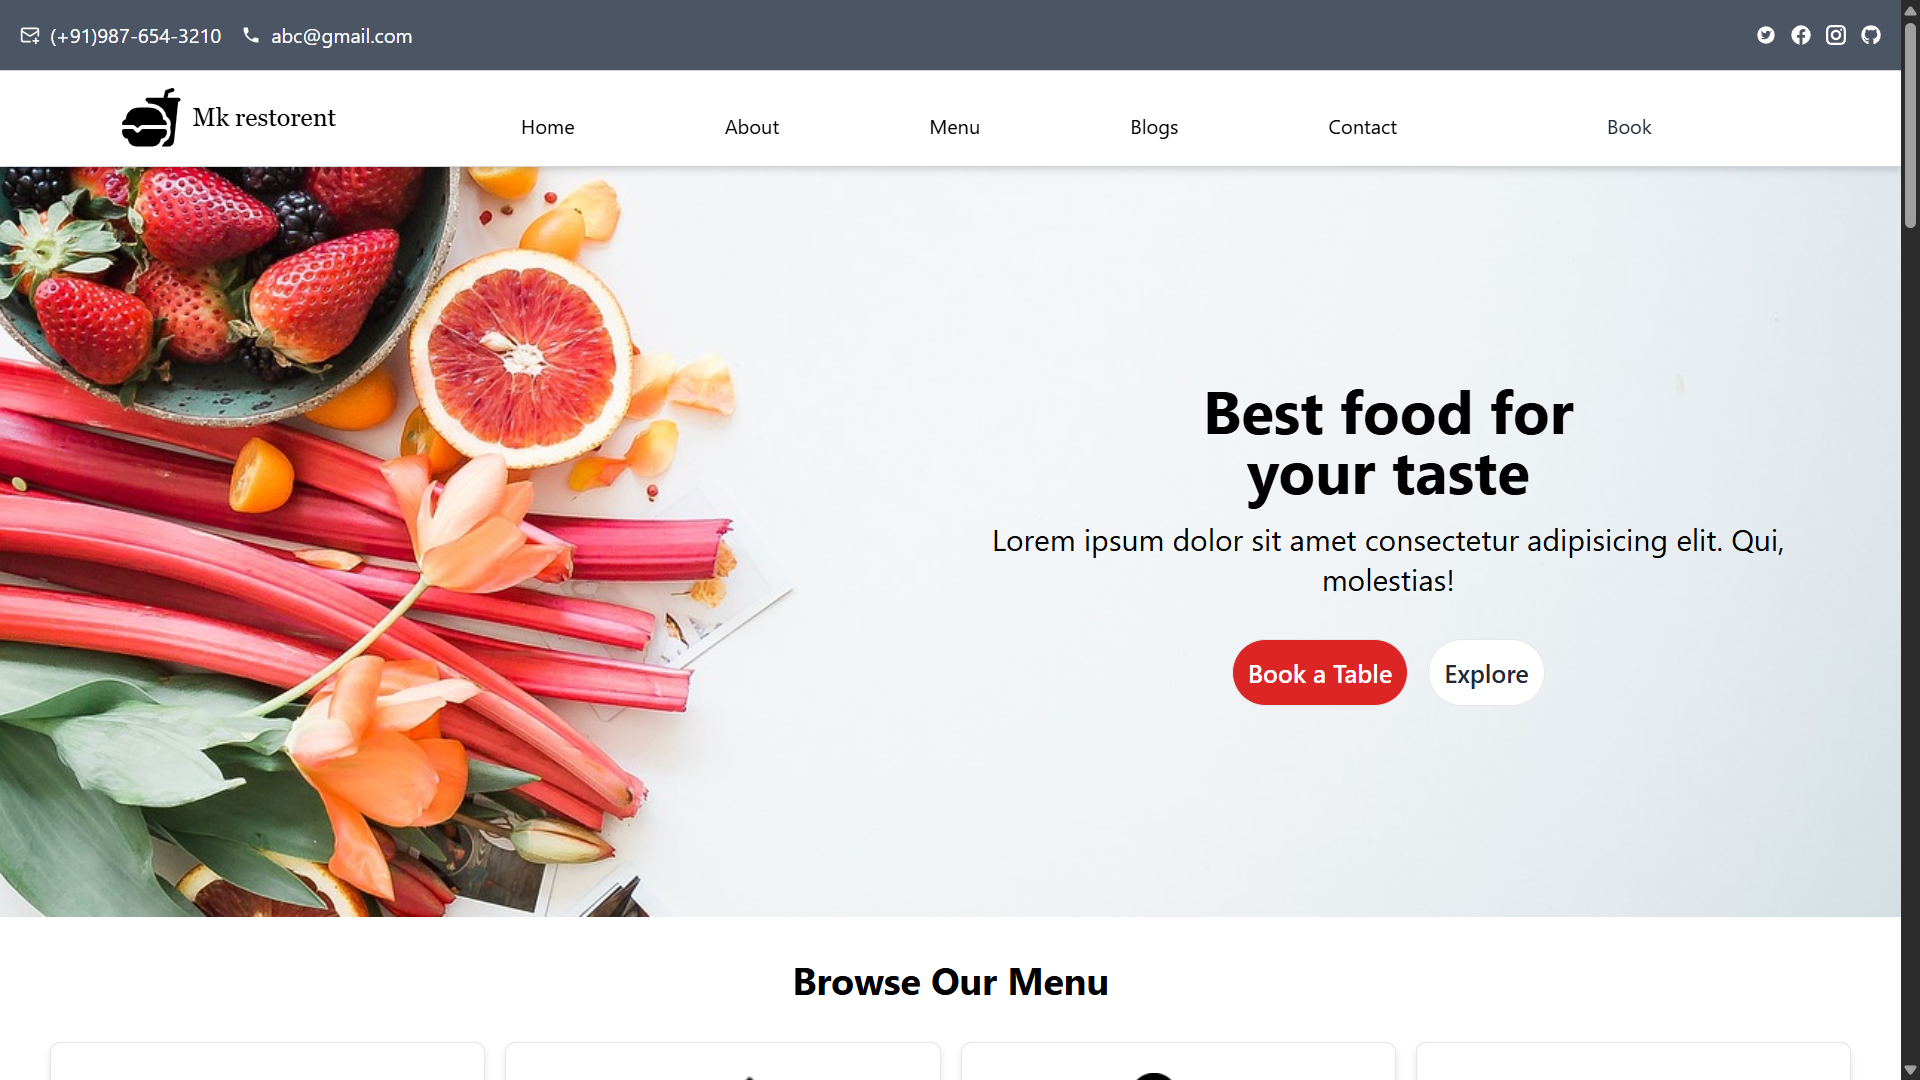 (+91)987-654-3210 abc@gmail.com
Mk restorent
Home About Menu Blogs Contact Book
Best food for
your taste
Lorem ipsum dolor sit amet consectetur adipisicing elit. Qui,
molestias!
Book a Table Explore
Browse Our Menu